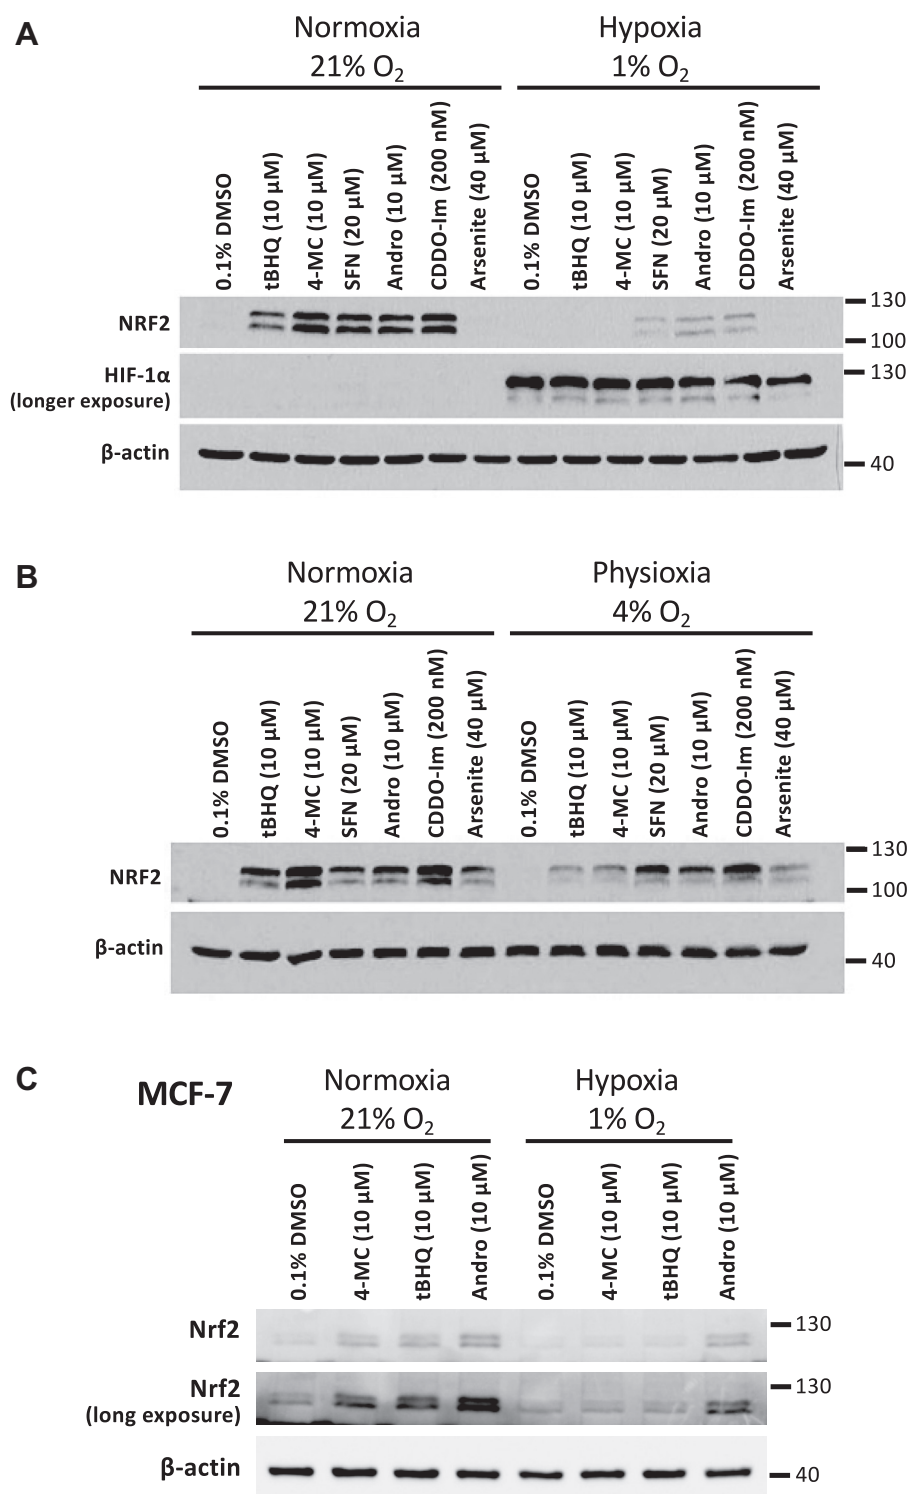 A
Normoxia
21% O₂
Hypoxia
1% O₂
0.1% DMSO
tBHQ (10 µM)
4-MC (10 µM)
SFN (20 µM)
Andro (10 µM)
CDDO-Im (200 nM)
Arsenite (40 µM)
0.1% DMSO
tBHQ (10 µM)
4-MC (10 µM)
SFN (20 µM)
Andro (10 µM)
CDDO-Im (200 nM)
Arsenite (40 µM)
NRF2
130
100
HIF-1α
(longer exposure)
130
β-actin
40
B
Normoxia
21% O₂
Physioxia
4% O₂
0.1% DMSO
tBHQ (10 µM)
4-MC (10 µM)
SFN (20 µM)
Andro (10 µM)
CDDO-Im (200 nM)
Arsenite (40 µM)
0.1% DMSO
tBHQ (10 µM)
4-MC (10 µM)
SFN (20 µM)
Andro (10 µM)
CDDO-Im (200 nM)
Arsenite (40 µM)
NRF2
130
100
β-actin
40
C
MCF-7
Normoxia
21% O₂
Hypoxia
1% O₂
0.1% DMSO
4-MC (10 µM)
tBHQ (10 µM)
Andro (10 µM)
0.1% DMSO
4-MC (10 µM)
tBHQ (10 µM)
Andro (10 µM)
Nrf2
130
Nrf2
(long exposure)
130
β-actin
40